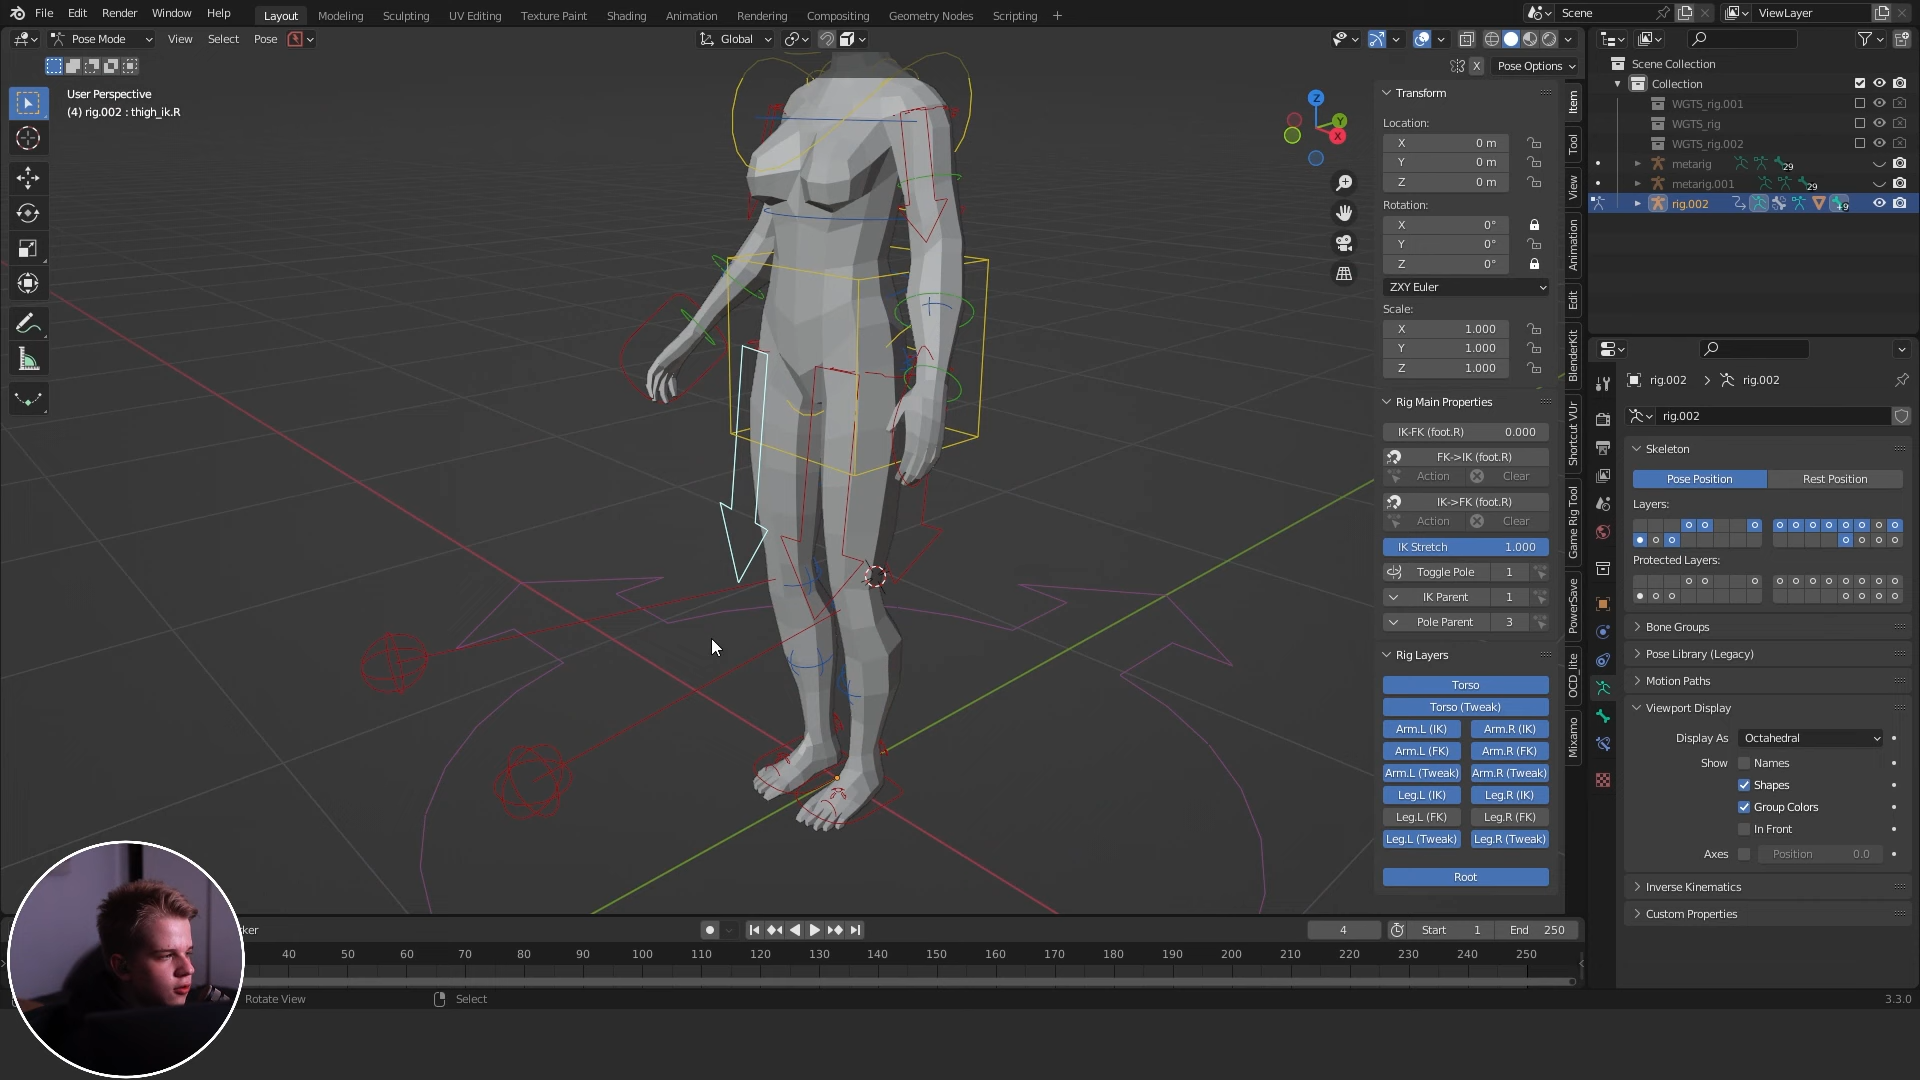 File Edit Render Window Help
Layout Modeling Sculpting UV Editing Texture Paint Shading Animation Rendering Compositing Geometry Nodes Scripting +
Scene ViewLayer
Pose Mode View Select Pose
Global
X Pose Options
User Perspective
(4) rig.002 : thigh_ik.R
Z
Y
X
Transform
Location:
X 0 m
Y 0 m
Z 0 m
Rotation:
X 0°
Y 0°
Z 0°
ZXY Euler
Scale:
X 1.000
Y 1.000
Z 1.000
Rig Main Properties
IK-FK (foot.R) 0.000
FK->IK (foot.R)
Action Clear
IK->FK (foot.R)
Action Clear
IK Stretch 1.000
Toggle Pole 1
IK Parent 1
Pole Parent 3
Rig Layers
Torso
Torso (Tweak)
Arm.L (IK) Arm.R (IK)
Arm.L (FK) Arm.R (FK)
Arm.L (Tweak) Arm.R (Tweak)
Leg.L (IK) Leg.R (IK)
Leg.L (FK) Leg.R (FK)
Leg.L (Tweak) Leg.R (Tweak)
Root
Item
Tool
View
Animation
Edit
BlenderKit
Shortcut VUr
Game Rig Tool
PowerSave
OCD_lite
Mixamo
Scene Collection
Collection
WGTS_rig.001
WGTS_rig
WGTS_rig.002
metarig 29
metarig.001 29
rig.002 +9
rig.002 > rig.002
rig.002
Skeleton
Pose Position Rest Position
Layers:
Protected Layers:
Bone Groups
Pose Library (Legacy)
Motion Paths
Viewport Display
Display As Octahedral
Show Names
Shapes
Group Colors
In Front
Axes Position 0.0
Inverse Kinematics
Custom Properties
ker
4 Start 1 End 250
40 50 60 70 80 90 100 110 120 130 140 150 160 170 180 190 200 210 220 230 240 250
Rotate View Select
3.3.0